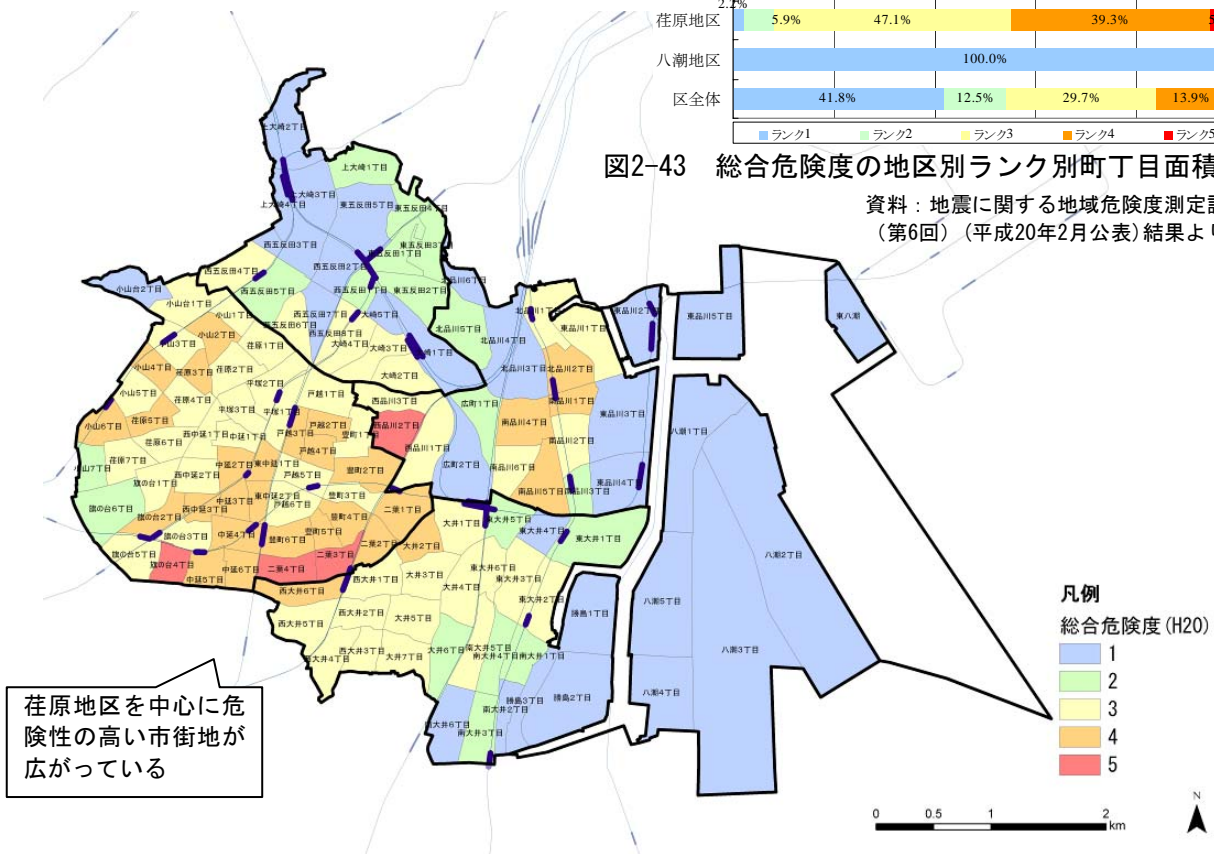 2.2%
荏原地区 5.9% 47.1% 39.3%
八潮地区 100.0%
区全体 41.8% 12.5% 29.7% 13.9%
ランク1 ランク2 ランク3 ランク4 ランク5
図2-43 総合危険度の地区別ランク別町丁目面積
資料：地震に関する地域危険度測定
（第6回）（平成20年2月公表）結果よ
上大崎2丁目
上大崎1丁目
上大崎3丁目
上大崎4丁目
東五反田5丁目
東五反田4丁目
東五反田3丁目
東五反田1丁目
西五反田3丁目
西五反田2丁目
西五反田4丁目
西五反田1丁目
東五反田2丁目
北品川6丁目
小山台2丁目
西五反田5丁目
小山台1丁目
小山1丁目
西五反田6丁目
西五反田7丁目
西五反田8丁目
大崎5丁目
大崎4丁目
大崎3丁目
大崎2丁目
北品川5丁目
北品川4丁目
北品川1丁目
東品川1丁目
東品川2丁目
東品川5丁目
東八潮
小山2丁目
荏原1丁目
小山3丁目
小山4丁目
荏原3丁目
荏原2丁目
北品川3丁目
北品川2丁目
小山5丁目
荏原4丁目
平塚2丁目
戸越1丁目
西品川3丁目
広町1丁目
南品川1丁目
東品川3丁目
小山6丁目
荏原5丁目
平塚3丁目
平塚1丁目
戸越2丁目
戸越3丁目
豊町1丁目
西品川2丁目
南品川4丁目
八潮1丁目
荏原6丁目
西中延1丁目
中延1丁目
戸越4丁目
西品川1丁目
南品川2丁目
小山7丁目
荏原7丁目
旗の台1丁目
西中延2丁目
中延2丁目
東中延1丁目
戸越5丁目
豊町2丁目
広町2丁目
南品川6丁目
南品川5丁目
南品川3丁目
東品川4丁目
旗の台6丁目
旗の台2丁目
西中延3丁目
中延3丁目
東中延2丁目
戸越6丁目
豊町3丁目
豊町4丁目
二葉1丁目
旗の台5丁目
旗の台3丁目
中延4丁目
豊町5丁目
豊町6丁目
二葉2丁目
大井1丁目
大井2丁目
東大井5丁目
東大井4丁目
東大井1丁目
八潮2丁目
旗の台4丁目
中延6丁目
中延5丁目
二葉3丁目
二葉4丁目
西大井1丁目
大井3丁目
東大井6丁目
大井4丁目
東大井3丁目
東大井2丁目
西大井6丁目
西大井2丁目
大井5丁目
勝島1丁目
八潮5丁目
西大井5丁目
西大井3丁目
西大井4丁目
大井7丁目
大井6丁目
南大井5丁目
南大井4丁目
南大井1丁目
八潮3丁目
勝島3丁目
勝島2丁目
南大井2丁目
八潮4丁目
南大井6丁目
南大井3丁目
荏原地区を中心に危
険性の高い市街地が
広がっている
凡例
総合危険度(H20)
1
2
3
4
5
0 0.5 1 2
km
N